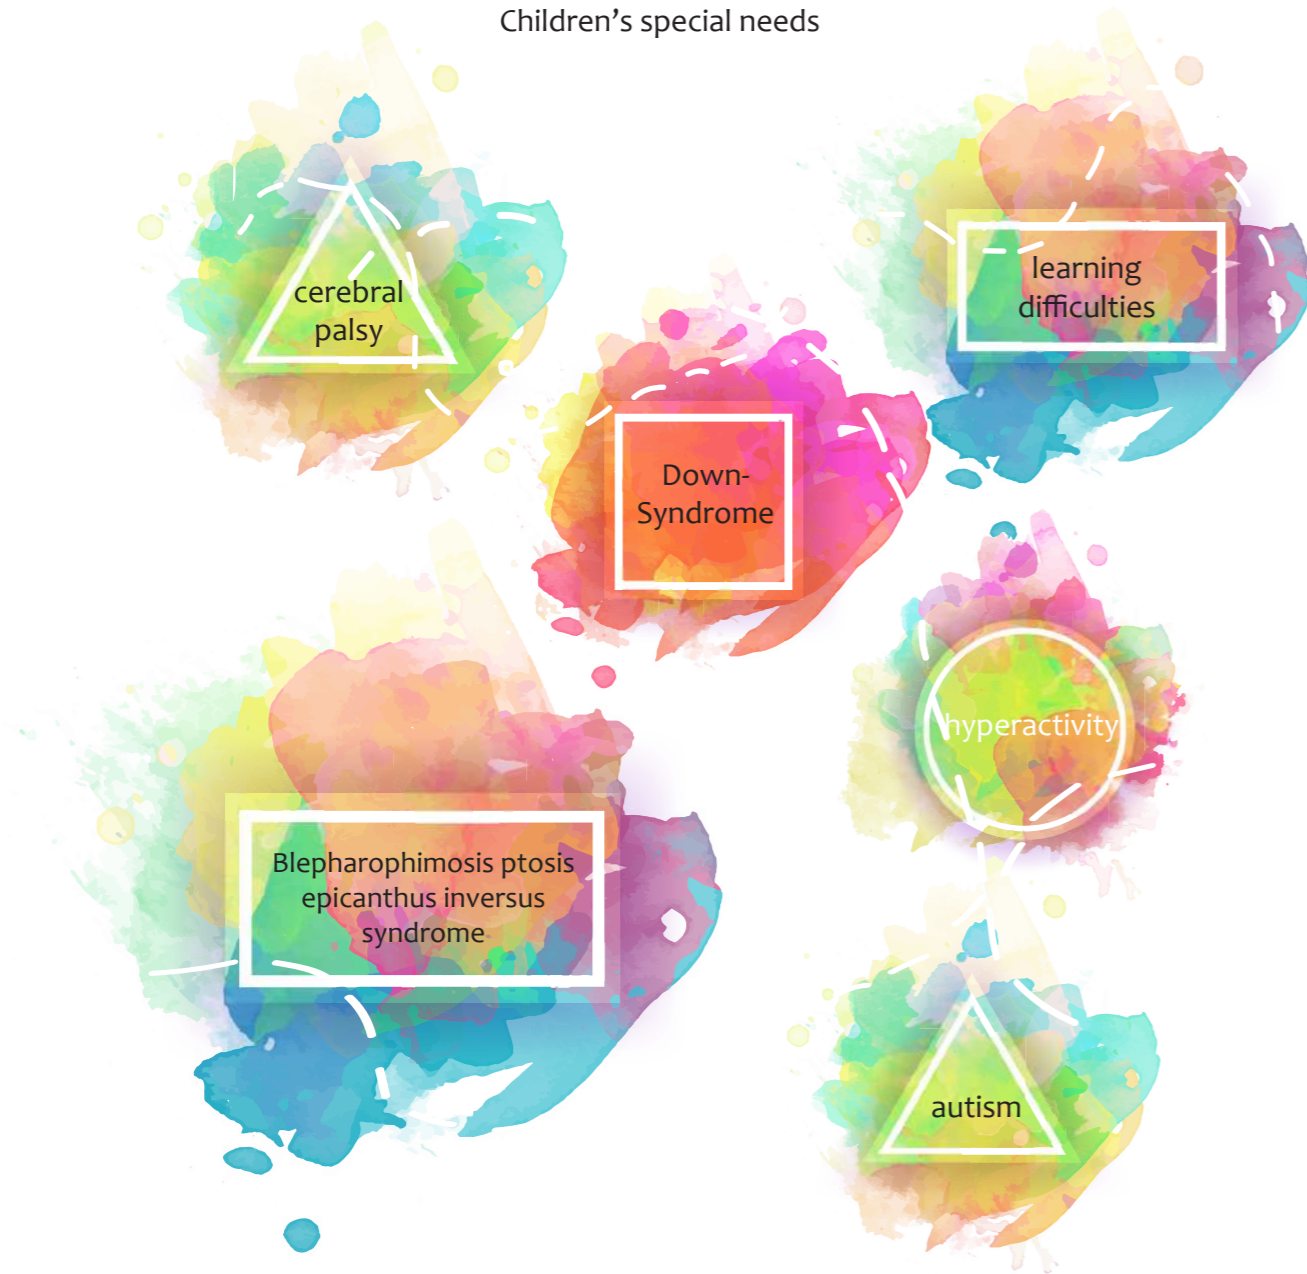 Children’s special needs
cerebral
palsy
learning
difficulties
Down-
Syndrome
hyperactivity
Blepharophimosis ptosis
epicanthus inversus
syndrome
autism